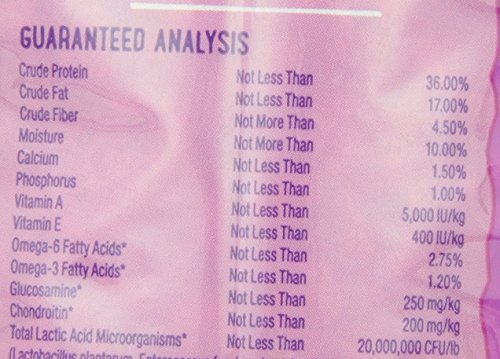 GUARANTEED ANALYSIS
Crude Protein Not Less Than 36.00%
Crude Fat Not Less Than 17.00%
Crude Fiber Not More Than 4.50%
Moisture Not More Than 10.00%
Calcium Not Less Than 1.50%
Phosphorus Not Less Than 1.00%
Vitamin A Not Less Than 5,000 IU/kg
Vitamin E Not Less Than 400 IU/kg
Omega-6 Fatty Acids* Not Less Than 2.75%
Omega-3 Fatty Acids* Not Less Than 1.20%
Glucosamine* Not Less Than 250 mg/kg
Chondroitin* Not Less Than 200 mg/kg
Total Lactic Acid Microorganisms* Not Less Than 20,000,000 CFU/lb
(Lactobacillus plantarum,